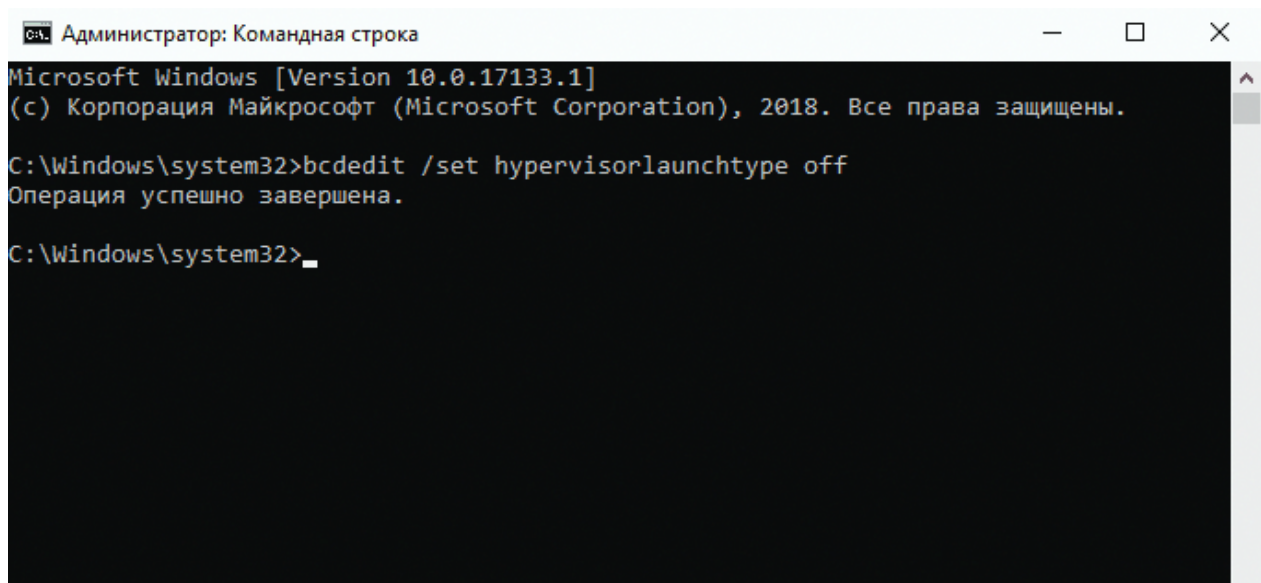 Администратор: Командная строка
Microsoft Windows [Version 10.0.17133.1]
(c) Корпорация Майкрософт (Microsoft Corporation), 2018. Все права защищены.
C:\Windows\system32>bcdedit /set hypervisorlaunchtype off
Операция успешно завершена.
C:\Windows\system32>